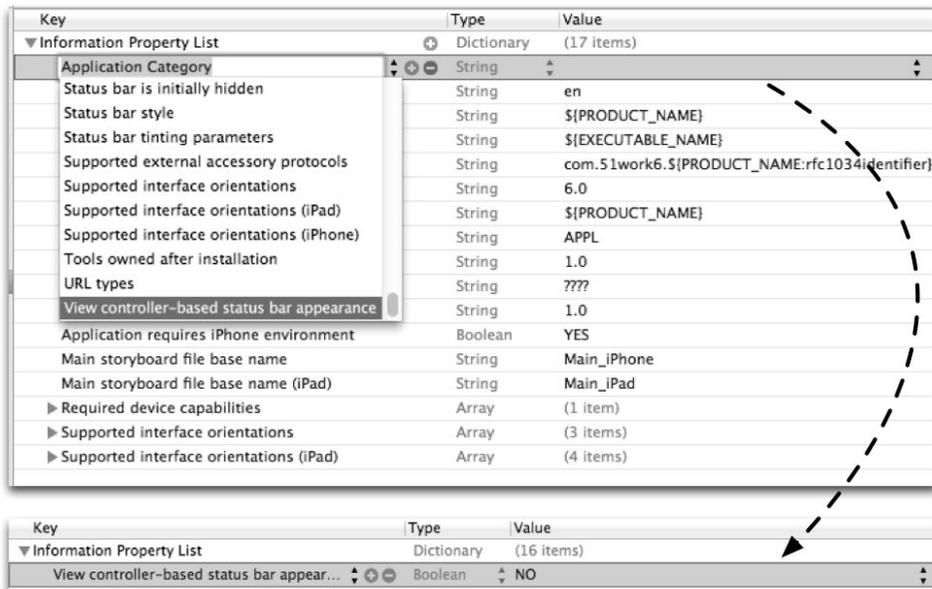 Key Type Value
Information Property List Dictionary (17 items)
Application Category String
Status bar is initially hidden String en
Status bar style String ${PRODUCT_NAME}
Status bar tinting parameters String ${EXECUTABLE_NAME}
Supported external accessory protocols String com.51work6.${PRODUCT_NAME:rfc1034identifier}
Supported interface orientations String 6.0
Supported interface orientations (iPad) String ${PRODUCT_NAME}
Supported interface orientations (iPhone) String APPL
Tools owned after installation String 1.0
URL types String ????
View controller-based status bar appearance String 1.0
Application requires iPhone environment Boolean YES
Main storyboard file base name String Main_iPhone
Main storyboard file base name (iPad) String Main_iPad
Required device capabilities Array (1 item)
Supported interface orientations Array (3 items)
Supported interface orientations (iPad) Array (4 items)
Key Type Value
Information Property List Dictionary (16 items)
View controller-based status bar appear... Boolean NO